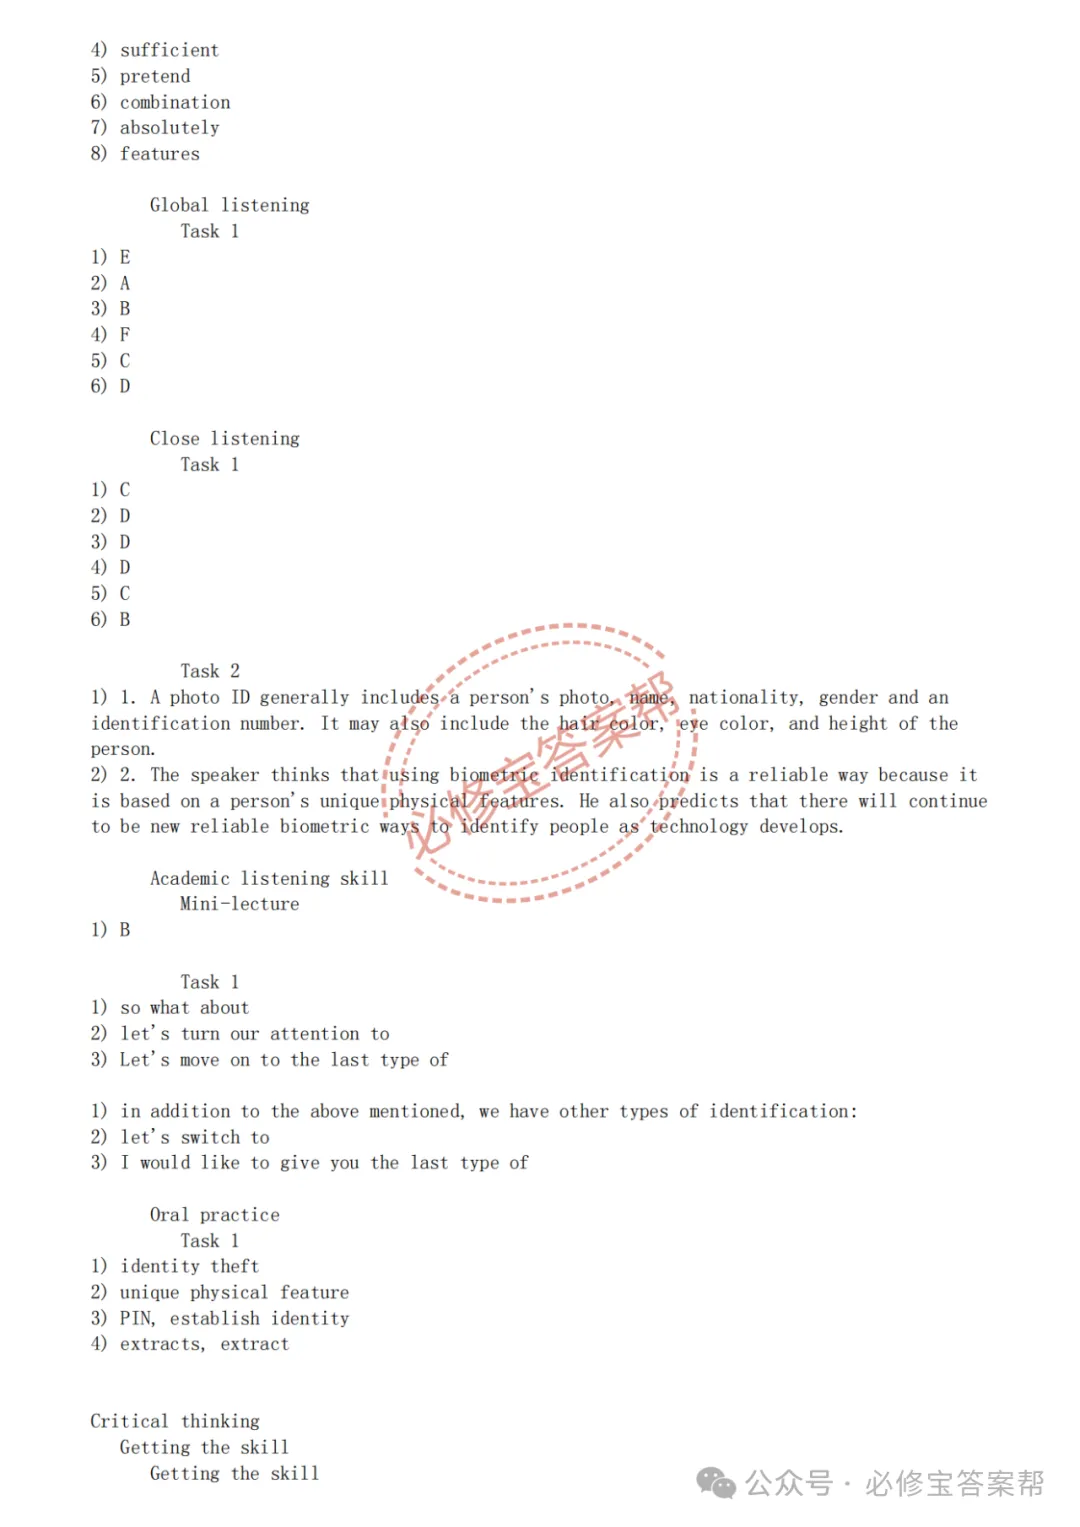 4) sufficient
5) pretend
6) combination
7) absolutely
8) features
Global listening
Task 1
1) E
2) A
3) B
4) F
5) C
6) D
Close listening
Task 1
1) C
2) D
3) D
4) D
5) C
6) B
Task 2
1) 1. A photo ID generally includes a person's photo, name, nationality, gender and an
identification number. It may also include the hair color, eye color, and height of the
person.
2) 2. The speaker thinks that using biometric identification is a reliable way because it
is based on a person's unique physical features. He also predicts that there will continue
to be new reliable biometric ways to identify people as technology develops.
必修宝答案帮
Academic listening skill
Mini-lecture
1) B
Task 1
1) so what about
2) let's turn our attention to
3) Let's move on to the last type of
1) in addition to the above mentioned, we have other types of identification:
2) let's switch to
3) I would like to give you the last type of
Oral practice
Task 1
1) identity theft
2) unique physical feature
3) PIN, establish identity
4) extracts, extract
Critical thinking
Getting the skill
Getting the skill
公众号 · 必修宝答案帮